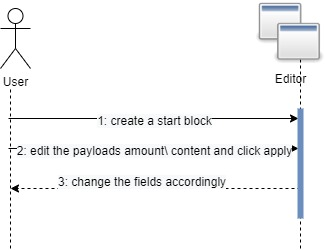 User
Editor
1: create a start block
2: edit the payloads amount\ content and click apply
3: change the fields accordingly